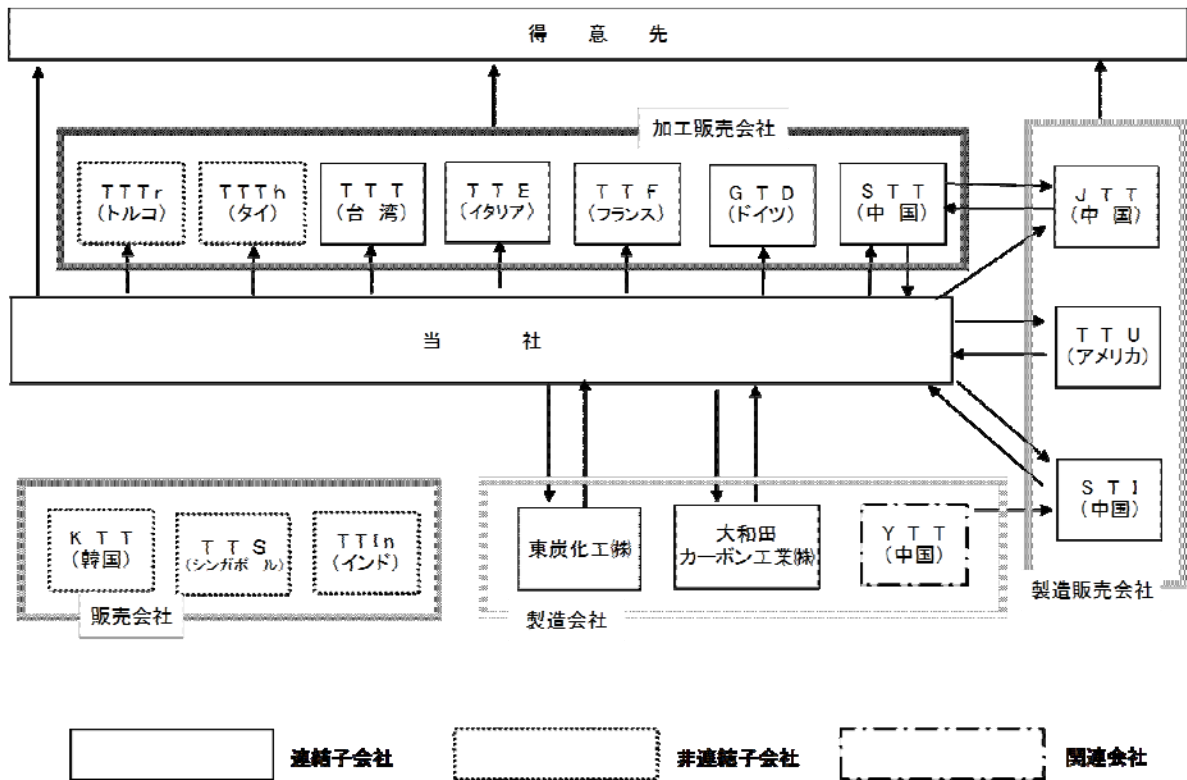 得意先
加工販売会社
TTTr
(トルコ)
TTTh
(タイ)
TTT
(台湾)
TTE
(イタリア)
TTF
(フランス)
GTD
(ドイツ)
STT
(中国)
JTT
(中国)
当社
TTU
(アメリカ)
STI
(中国)
製造販売会社
KTT
(韓国)
TTS
(シンガポール)
TTIn
(インド)
販売会社
東炭化工㈱
大和田
カーボン工業㈱
YTT
(中国)
製造会社
連結子会社
非連結子会社
関連会社